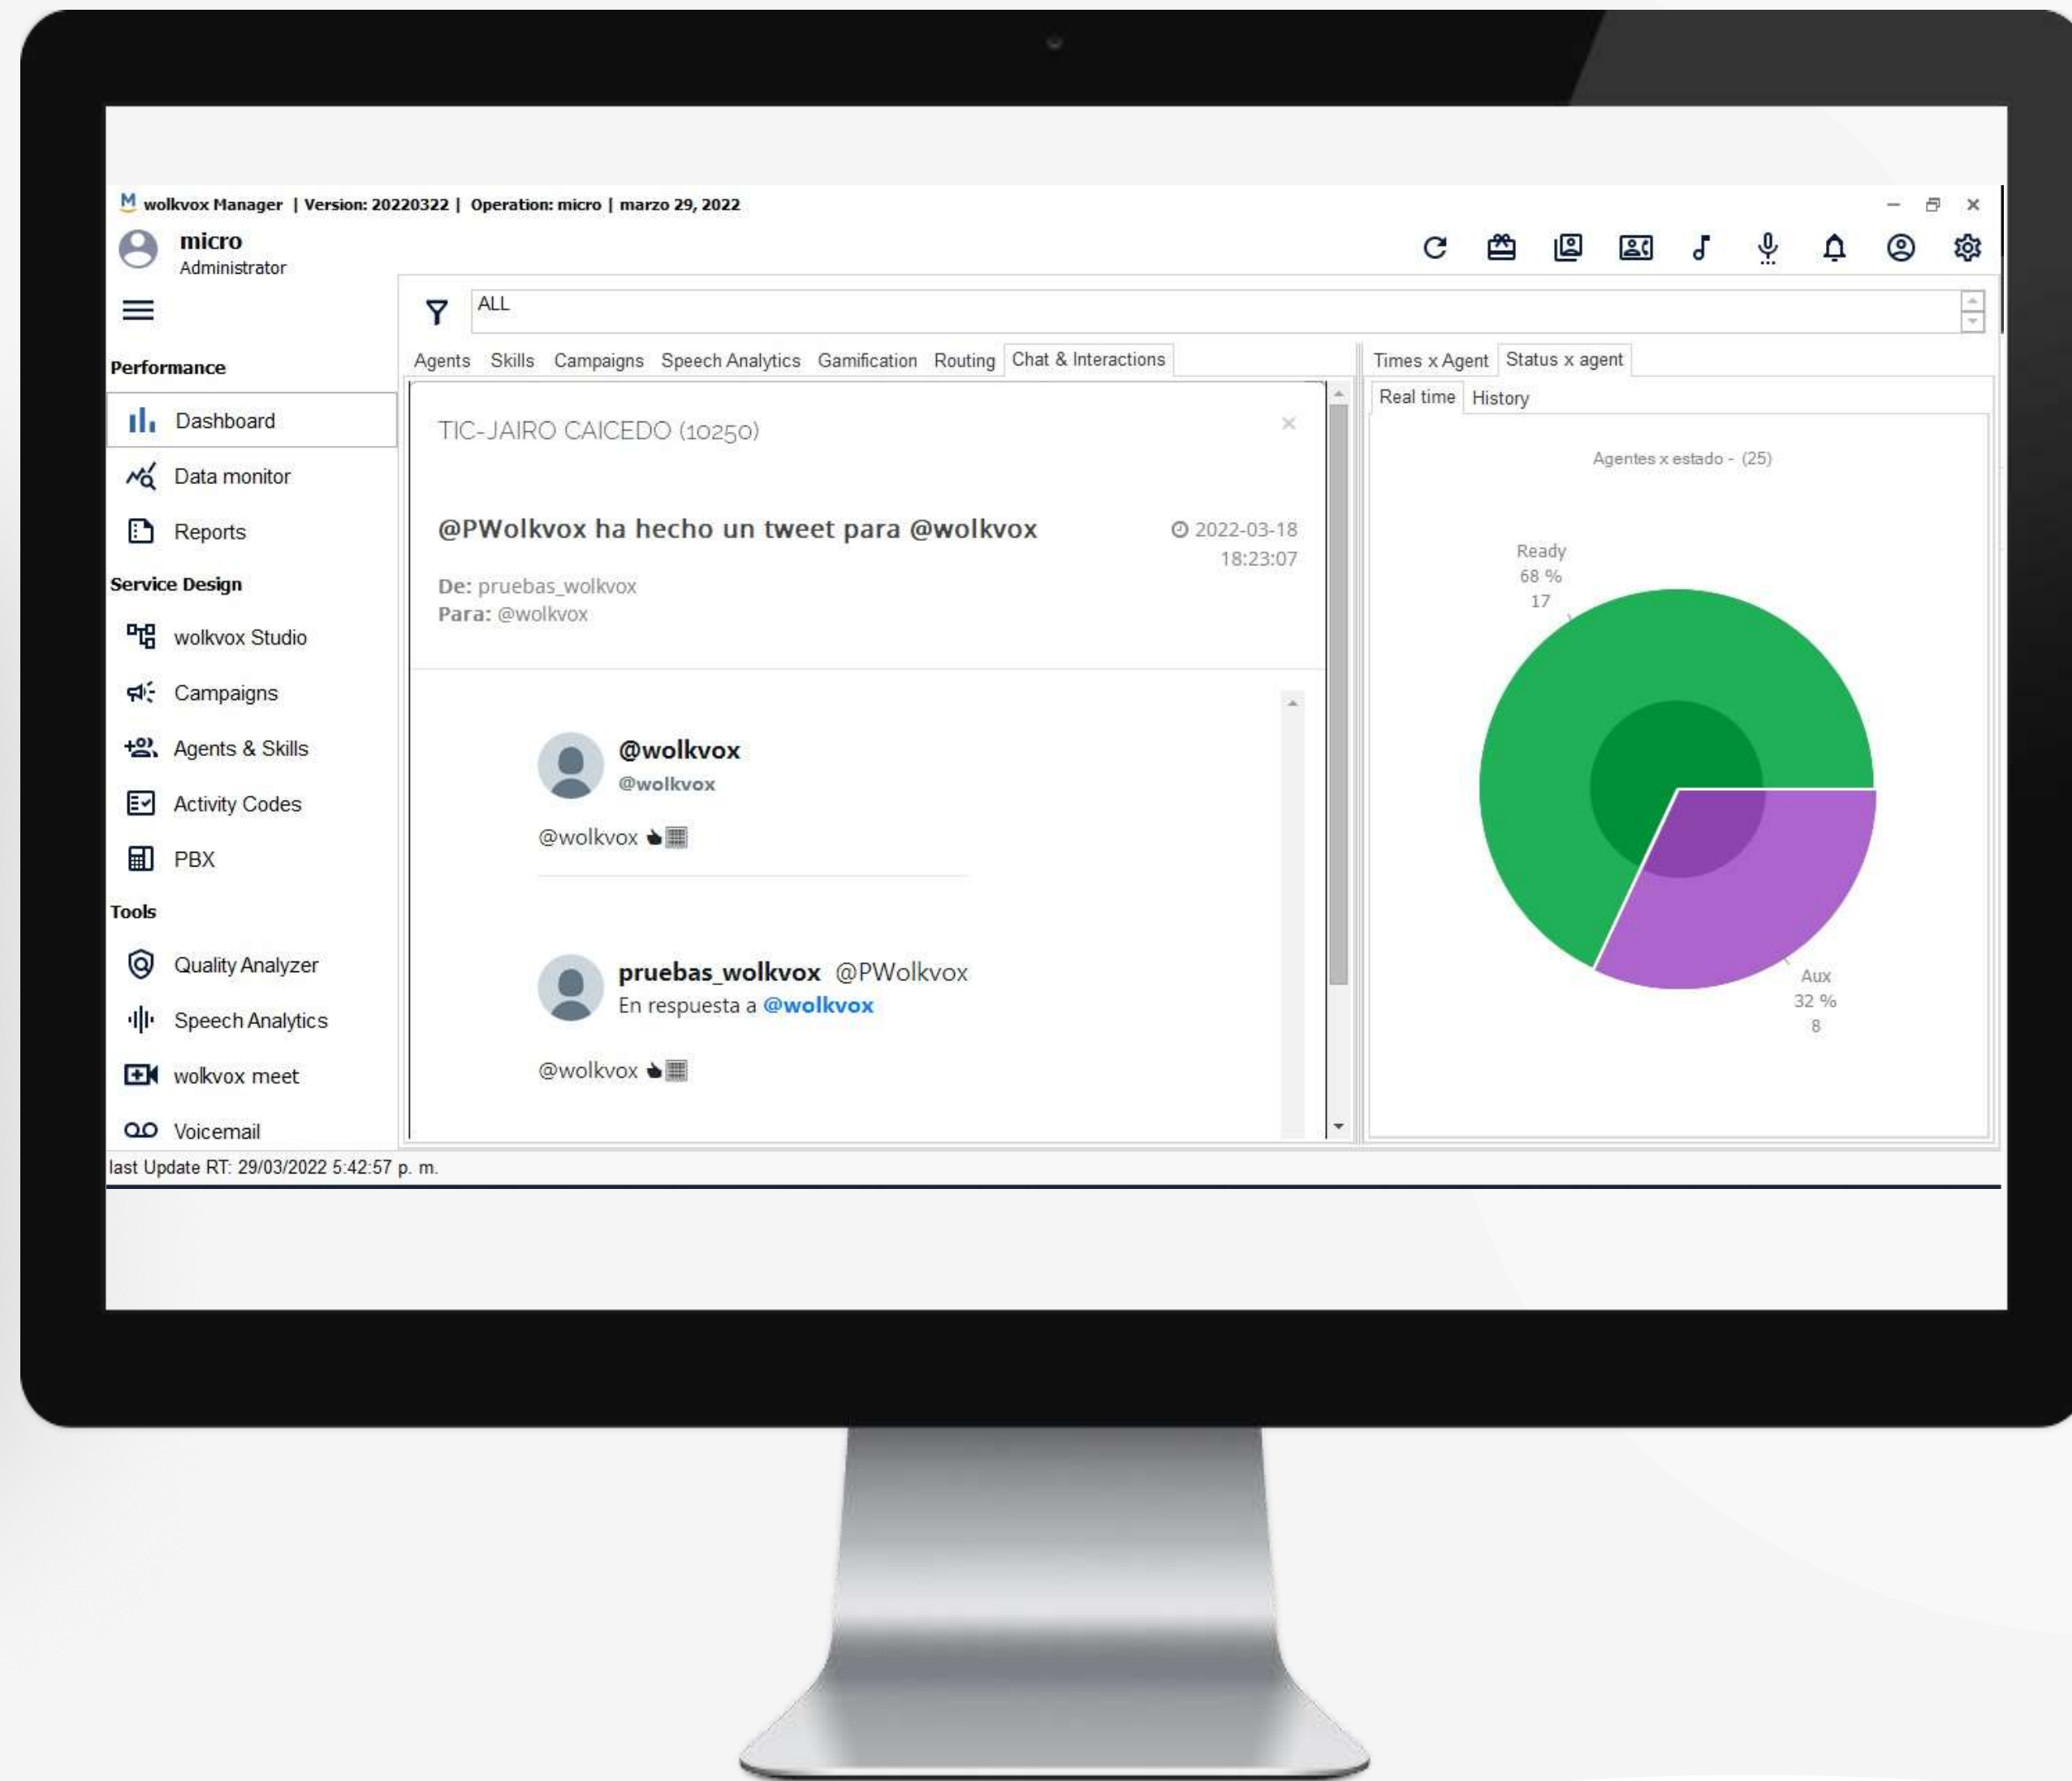 M wolkvox Manager | Version: 20220322 | Operation: micro | marzo 29, 2022
micro
Administrator
ALL
Performance
Dashboard
Data monitor
Reports
Service Design
wolkvox Studio
Campaigns
Agents & Skills
Activity Codes
PBX
Tools
Quality Analyzer
Speech Analytics
wolkvox meet
Voicemail
Agents Skills Campaigns Speech Analytics Gamification Routing Chat & Interactions
TIC-JAIRO CAICEDO (10250)
@PWolkvox ha hecho un tweet para @wolkvox
2022-03-18
18:23:07
De: pruebas_wolkvox
Para: @wolkvox
@wolkvox
@wolkvox
@wolkvox
pruebas_wolkvox @PWolkvox
En respuesta a @wolkvox
@wolkvox
Times x Agent Status x agent
Real time History
Agentes x estado - (25)
Ready
68 %
17
Aux
32 %
8
last Update RT: 29/03/2022 5:42:57 p. m.